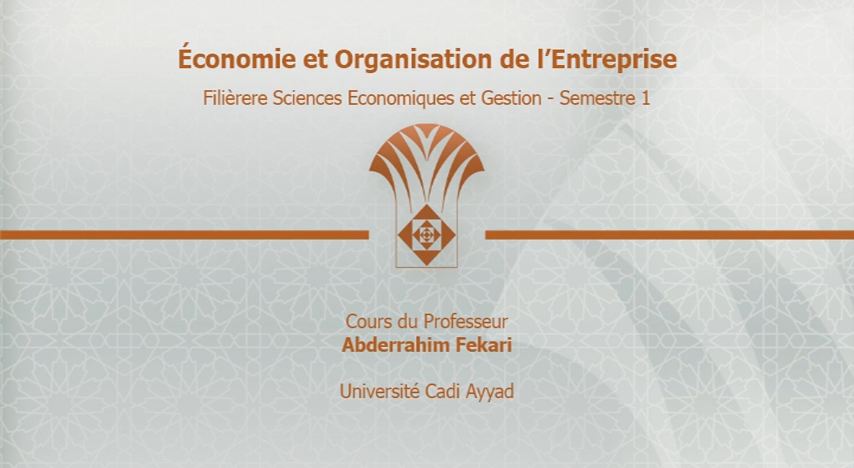 Économie et Organisation de l’Entreprise
Filièrere Sciences Economiques et Gestion - Semestre 1
Cours du Professeur
Abderrahim Fekari
Université Cadi Ayyad